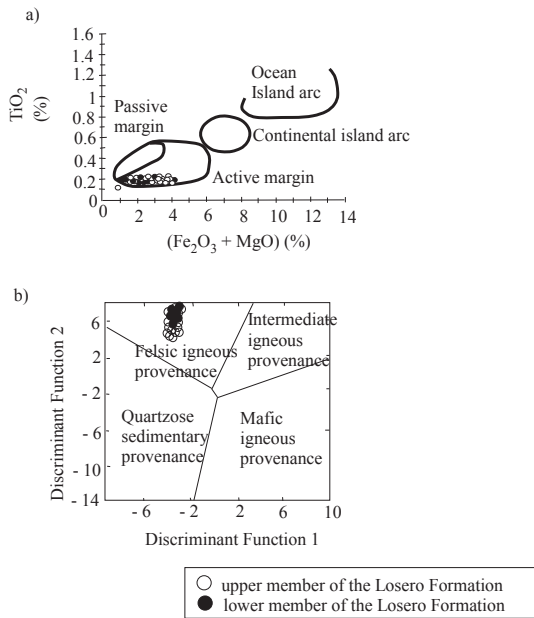 a)
1.6
1.4
1.2
1
0.8
0.6
0.4
0.2
0
TiO2
(%)
Ocean
Island arc
Passive
margin
Continental island arc
Active margin
0 2 4 6 8 10 12 14
(Fe2O3 + MgO) (%)
b)
6
2
- 2
- 6
- 10
- 14
Discriminant Function 2
Intermediate
igneous
provenance
Felsic igneous
provenance
Quartzose
sedimentary
provenance
Mafic
igneous
provenance
- 6 - 2 2 6 10
Discriminant Function 1
upper member of the Losero Formation
lower member of the Losero Formation